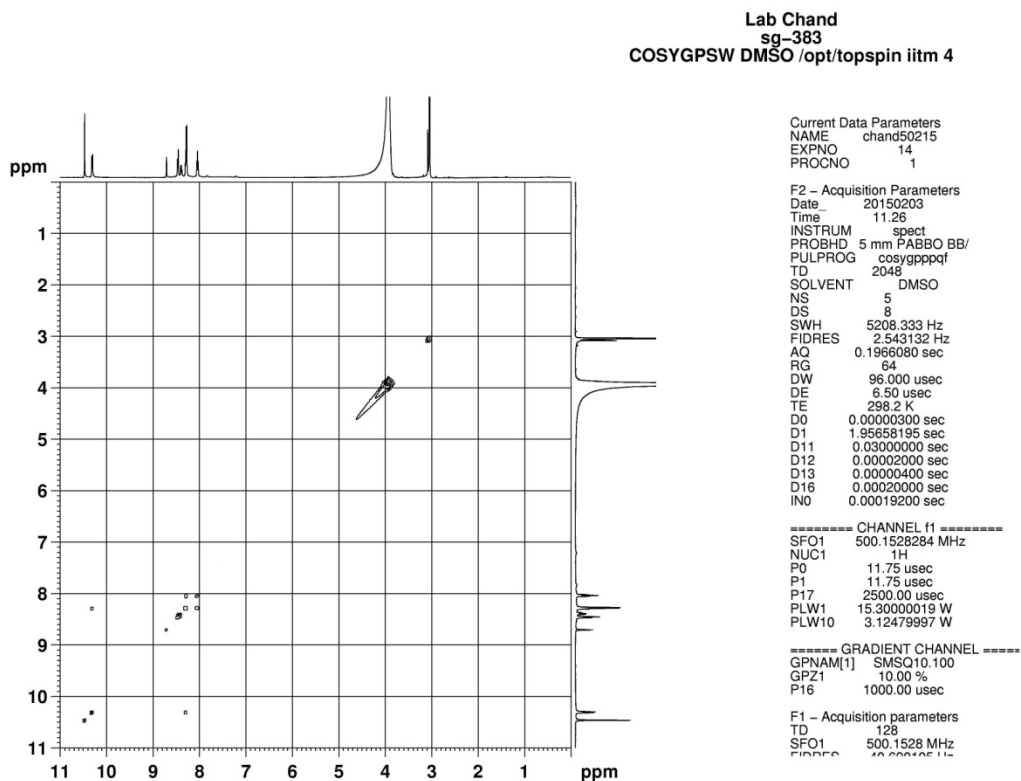 Lab Chand
sg-383
COSYGPSW DMSO /opt/topspin iitm 4
ppm
1
2
3
4
5
6
7
8
9
10
11
11 10 9 8 7 6 5 4 3 2 1 ppm
Current Data Parameters
NAME chand50215
EXPNO 14
PROCNO 1
F2 - Acquisition Parameters
Date_ 20150203
Time 11.26
INSTRUM spect
PROBHD 5 mm PABBO BB/
PULPROG cosygpppqf
TD 2048
SOLVENT DMSO
NS 5
DS 8
SWH 5208.333 Hz
FIDRES 2.543132 Hz
AQ 0.1966080 sec
RG 64
DW 96.000 usec
DE 6.50 usec
TE 298.2 K
D0 0.00000300 sec
D1 1.95658195 sec
D11 0.03000000 sec
D12 0.00002000 sec
D13 0.00000400 sec
D16 0.00020000 sec
IN0 0.00019200 sec
======== CHANNEL f1 ========
SFO1 500.1528284 MHz
NUC1 1H
P0 11.75 usec
P1 11.75 usec
P17 2500.00 usec
PLW1 15.30000019 W
PLW10 3.12479997 W
====== GRADIENT CHANNEL =====
GPNAM[1] SMSQ10.100
GPZ1 10.00 %
P16 1000.00 usec
F1 - Acquisition parameters
TD 128
SFO1 500.1528 MHz